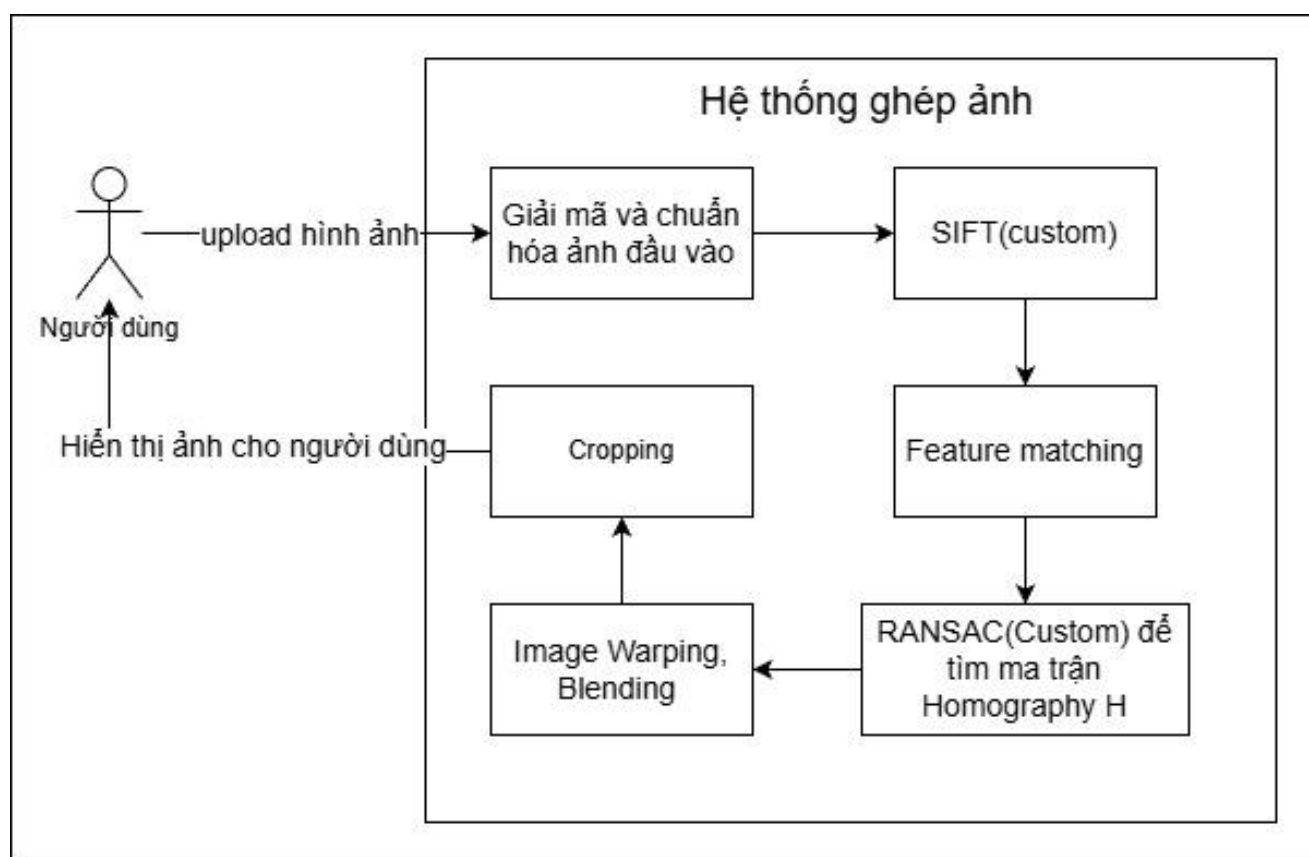 Hệ thống ghép ảnh
upload hình ảnh
Giải mã và chuẩn
hóa ảnh đầu vào
SIFT(custom)
Người dùng
Hiển thị ảnh cho người dùng
Cropping
Feature matching
Image Warping,
Blending
RANSAC(Custom) để
tìm ma trận
Homography H